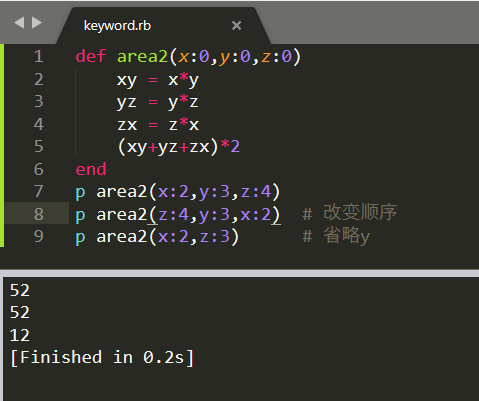 keyword.rb
1 def area2(x:0,y:0,z:0)
2     xy = x*y
3     yz = y*z
4     zx = z*x
5     (xy+yz+zx)*2
6 end
7 p area2(x:2,y:3,z:4)
8 p area2(z:4,y:3,x:2)  # 改变顺序
9 p area2(x:2,z:3)      # 省略y
52
52
12
[Finished in 0.2s]